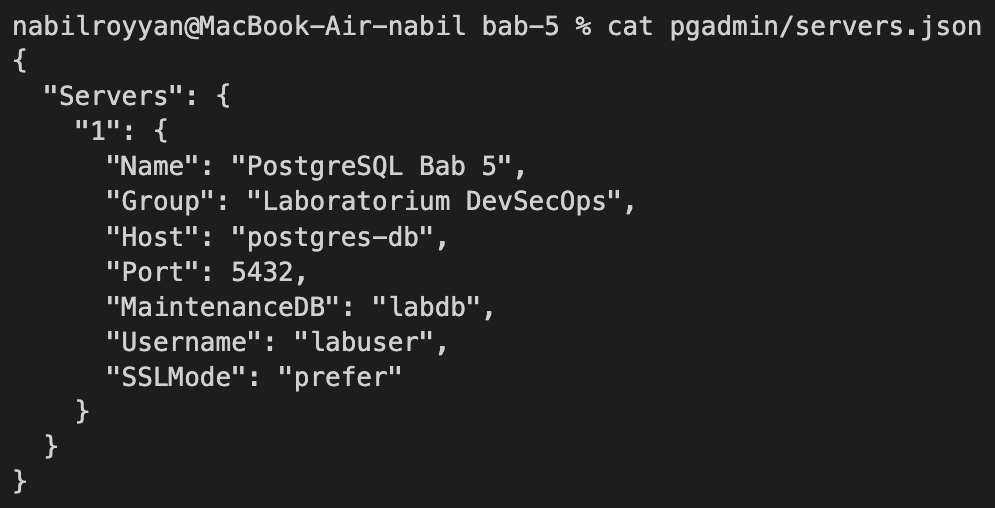 nabilroyyan@MacBook-Air-nabil bab-5 % cat pgadmin/servers.json
{
  "Servers": {
    "1": {
      "Name": "PostgreSQL Bab 5",
      "Group": "Laboratorium DevSecOps",
      "Host": "postgres-db",
      "Port": 5432,
      "MaintenanceDB": "labdb",
      "Username": "labuser",
      "SSLMode": "prefer"
    }
  }
}